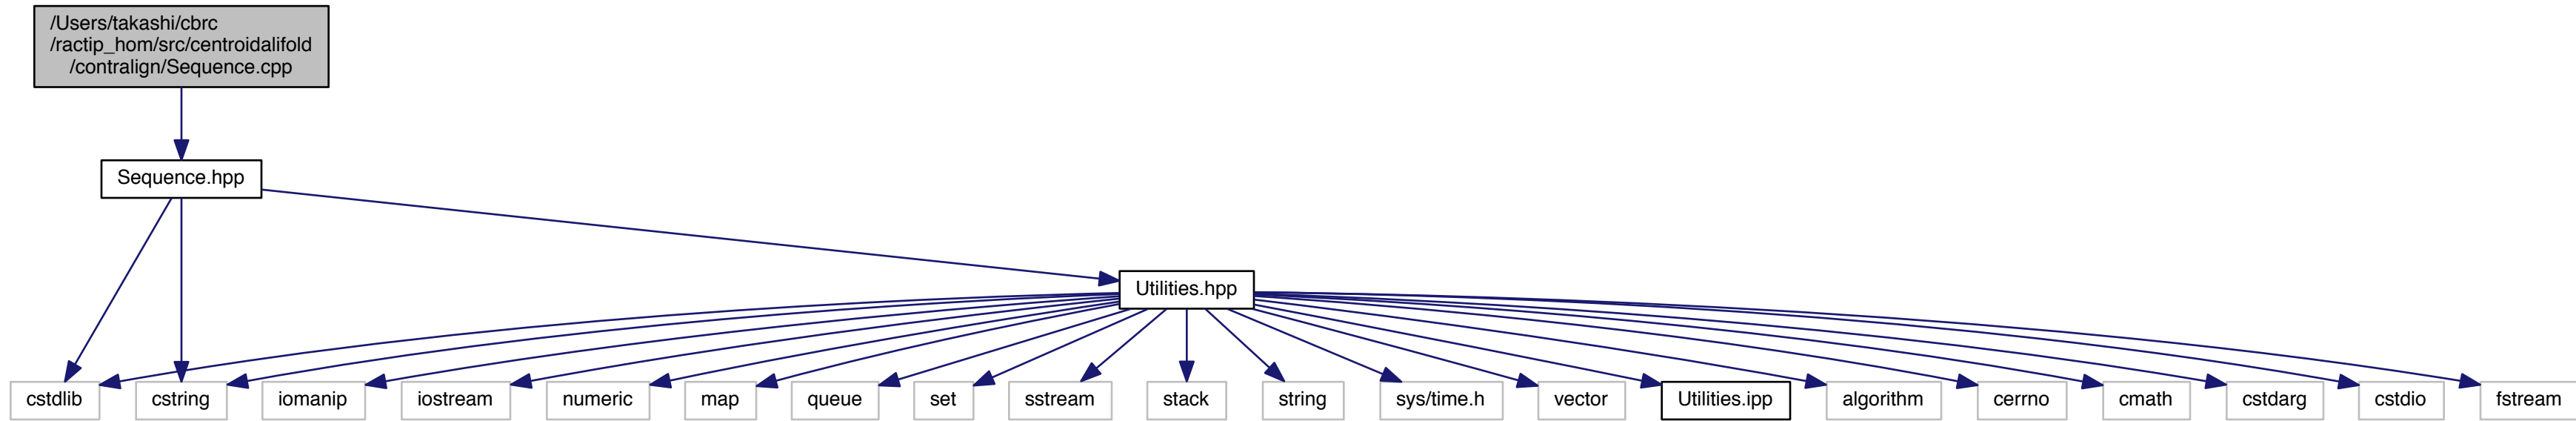 /Users/takashi/cbrc
/ractip_hom/src/centroidalifold
/contralign/Sequence.cpp
Sequence.hpp
Utilities.hpp
cstdlib
cstring
iomanip
iostream
numeric
map
queue
set
sstream
stack
string
sys/time.h
vector
Utilities.ipp
algorithm
cerrno
cmath
cstdarg
cstdio
fstream